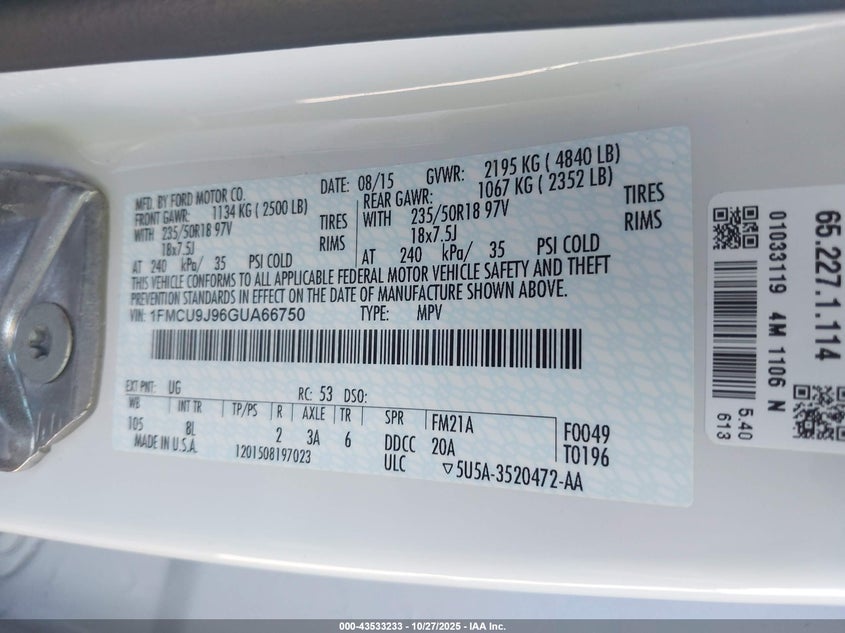 MFD. BY FORD MOTOR CO.
DATE: 08/15 GVWR: 2195 KG ( 4840 LB)
FRONT GAWR: 1134 KG ( 2500 LB)
REAR GAWR: 1067 KG ( 2352 LB)
WITH 235/50R18 97V TIRES
WITH 235/50R18 97V TIRES
18x7.5J RIMS
18x7.5J RIMS
AT 240 kPa/ 35 PSI COLD
AT 240 kPa/ 35 PSI COLD
THIS VEHICLE CONFORMS TO ALL APPLICABLE FEDERAL MOTOR VEHICLE SAFETY AND THEFT
PREVENTION STANDARDS IN EFFECT ON THE DATE OF MANUFACTURE SHOWN ABOVE.
VIN: 1FMCU9J96GUA66750 TYPE: MPV
EXT PNT: UG RC: 53 DSO:
WB INT TR TP/PS R AXLE TR SPR FM21A F0049
105 8L 2 3A 6 DDCC 20A T0196
MADE IN U.S.A. 1201508197023 ULC ▽5U5A-3520472-AA
65.227.1.114
01033119 4M 1106 N
5.40
613
000-43533233 | 10/27/2025 | IAA Inc.